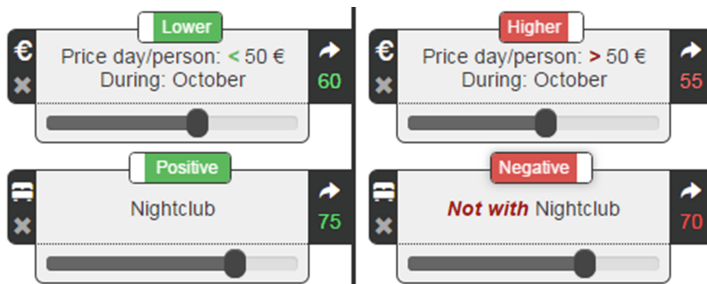 Lower
€ Price day/person: < 50 €
During: October
60
Higher
€ Price day/person: > 50 €
During: October
55
Positive
Nightclub
75
Negative
Not with Nightclub
70